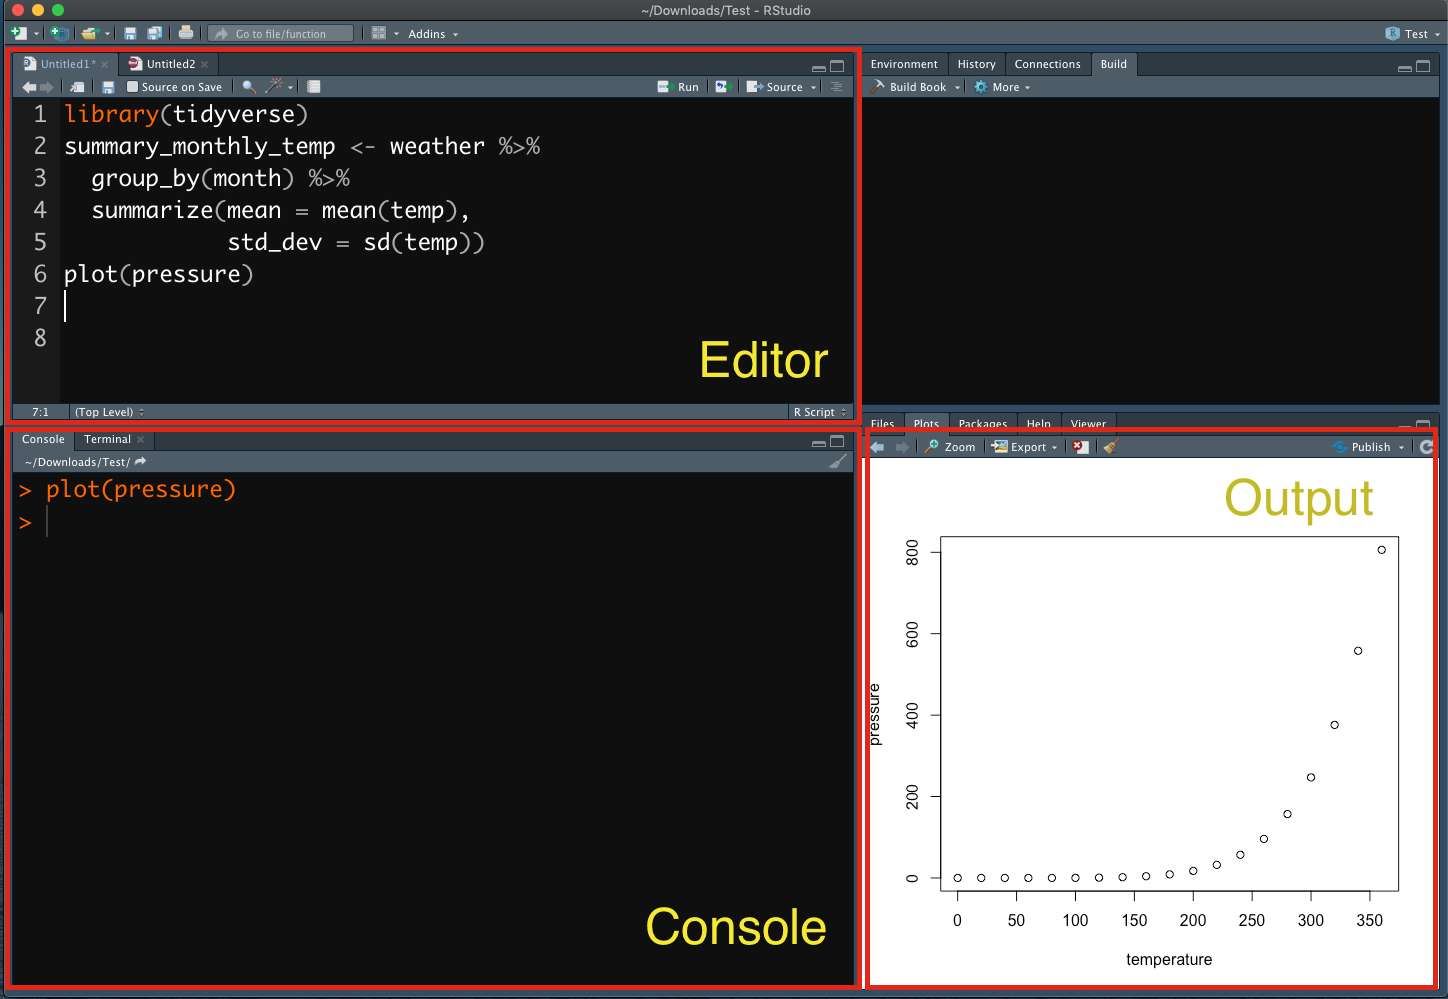 ~/Downloads/Test - RStudio
Go to file/function
Addins
Test
Untitled1*
Untitled2
Source on Save
Run
Source
1 library(tidyverse)
2 summary_monthly_temp <- weather %>%
3 group_by(month) %>%
4 summarize(mean = mean(temp),
5 std_dev = sd(temp))
6 plot(pressure)
7
8
Editor
7:1 (Top Level) R Script
Environment History Connections Build
Build Book More
Console Terminal
~/Downloads/Test/
> plot(pressure)
>
Console
Files Plots Packages Help Viewer
Zoom Export Publish
Output
pressure
800
600
400
200
0
0 50 100 150 200 250 300 350
temperature